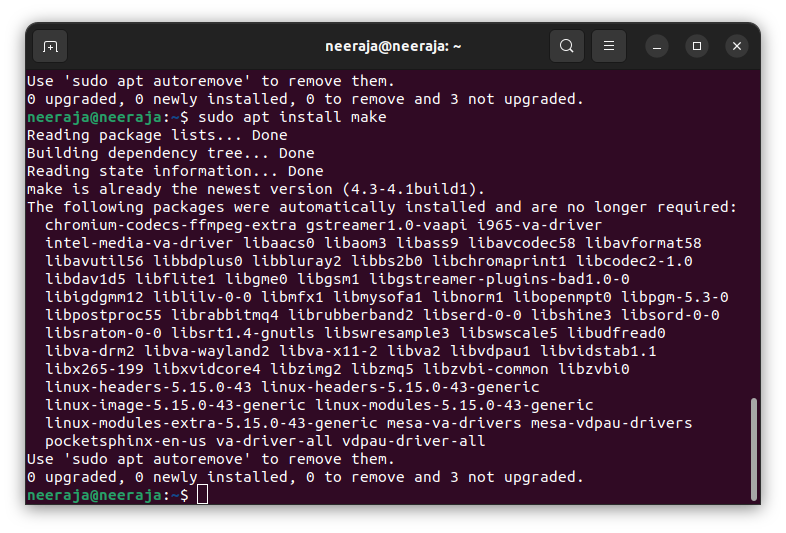 neeraja@neeraja: ~
Use 'sudo apt autoremove' to remove them.
0 upgraded, 0 newly installed, 0 to remove and 3 not upgraded.
neeraja@neeraja:~$ sudo apt install make
Reading package lists... Done
Building dependency tree... Done
Reading state information... Done
make is already the newest version (4.3-4.1build1).
The following packages were automatically installed and are no longer required:
  chromium-codecs-ffmpeg-extra gstreamer1.0-vaapi i965-va-driver
  intel-media-va-driver libaacs0 libaom3 libass9 libavcodec58 libavformat58
  libavutil56 libbdplus0 libbluray2 libbs2b0 libchromaprint1 libcodec2-1.0
  libdav1d5 libflite1 libgme0 libgsm1 libgstreamer-plugins-bad1.0-0
  libigdgmm12 liblilv-0-0 libmfx1 libmysofa1 libnorm1 libopenmpt0 libpgm-5.3-0
  libpostproc55 librabbitmq4 librubberband2 libserd-0-0 libshine3 libsord-0-0
  libsratom-0-0 libsrt1.4-gnutls libswresample3 libswscale5 libudfread0
  libva-drm2 libva-wayland2 libva-x11-2 libva2 libvdpau1 libvidstab1.1
  libx265-199 libxvidcore4 libzimg2 libzmq5 libzvbi-common libzvbi0
  linux-headers-5.15.0-43 linux-headers-5.15.0-43-generic
  linux-image-5.15.0-43-generic linux-modules-5.15.0-43-generic
  linux-modules-extra-5.15.0-43-generic mesa-va-drivers mesa-vdpau-drivers
  pocketsphinx-en-us va-driver-all vdpau-driver-all
Use 'sudo apt autoremove' to remove them.
0 upgraded, 0 newly installed, 0 to remove and 3 not upgraded.
neeraja@neeraja:~$